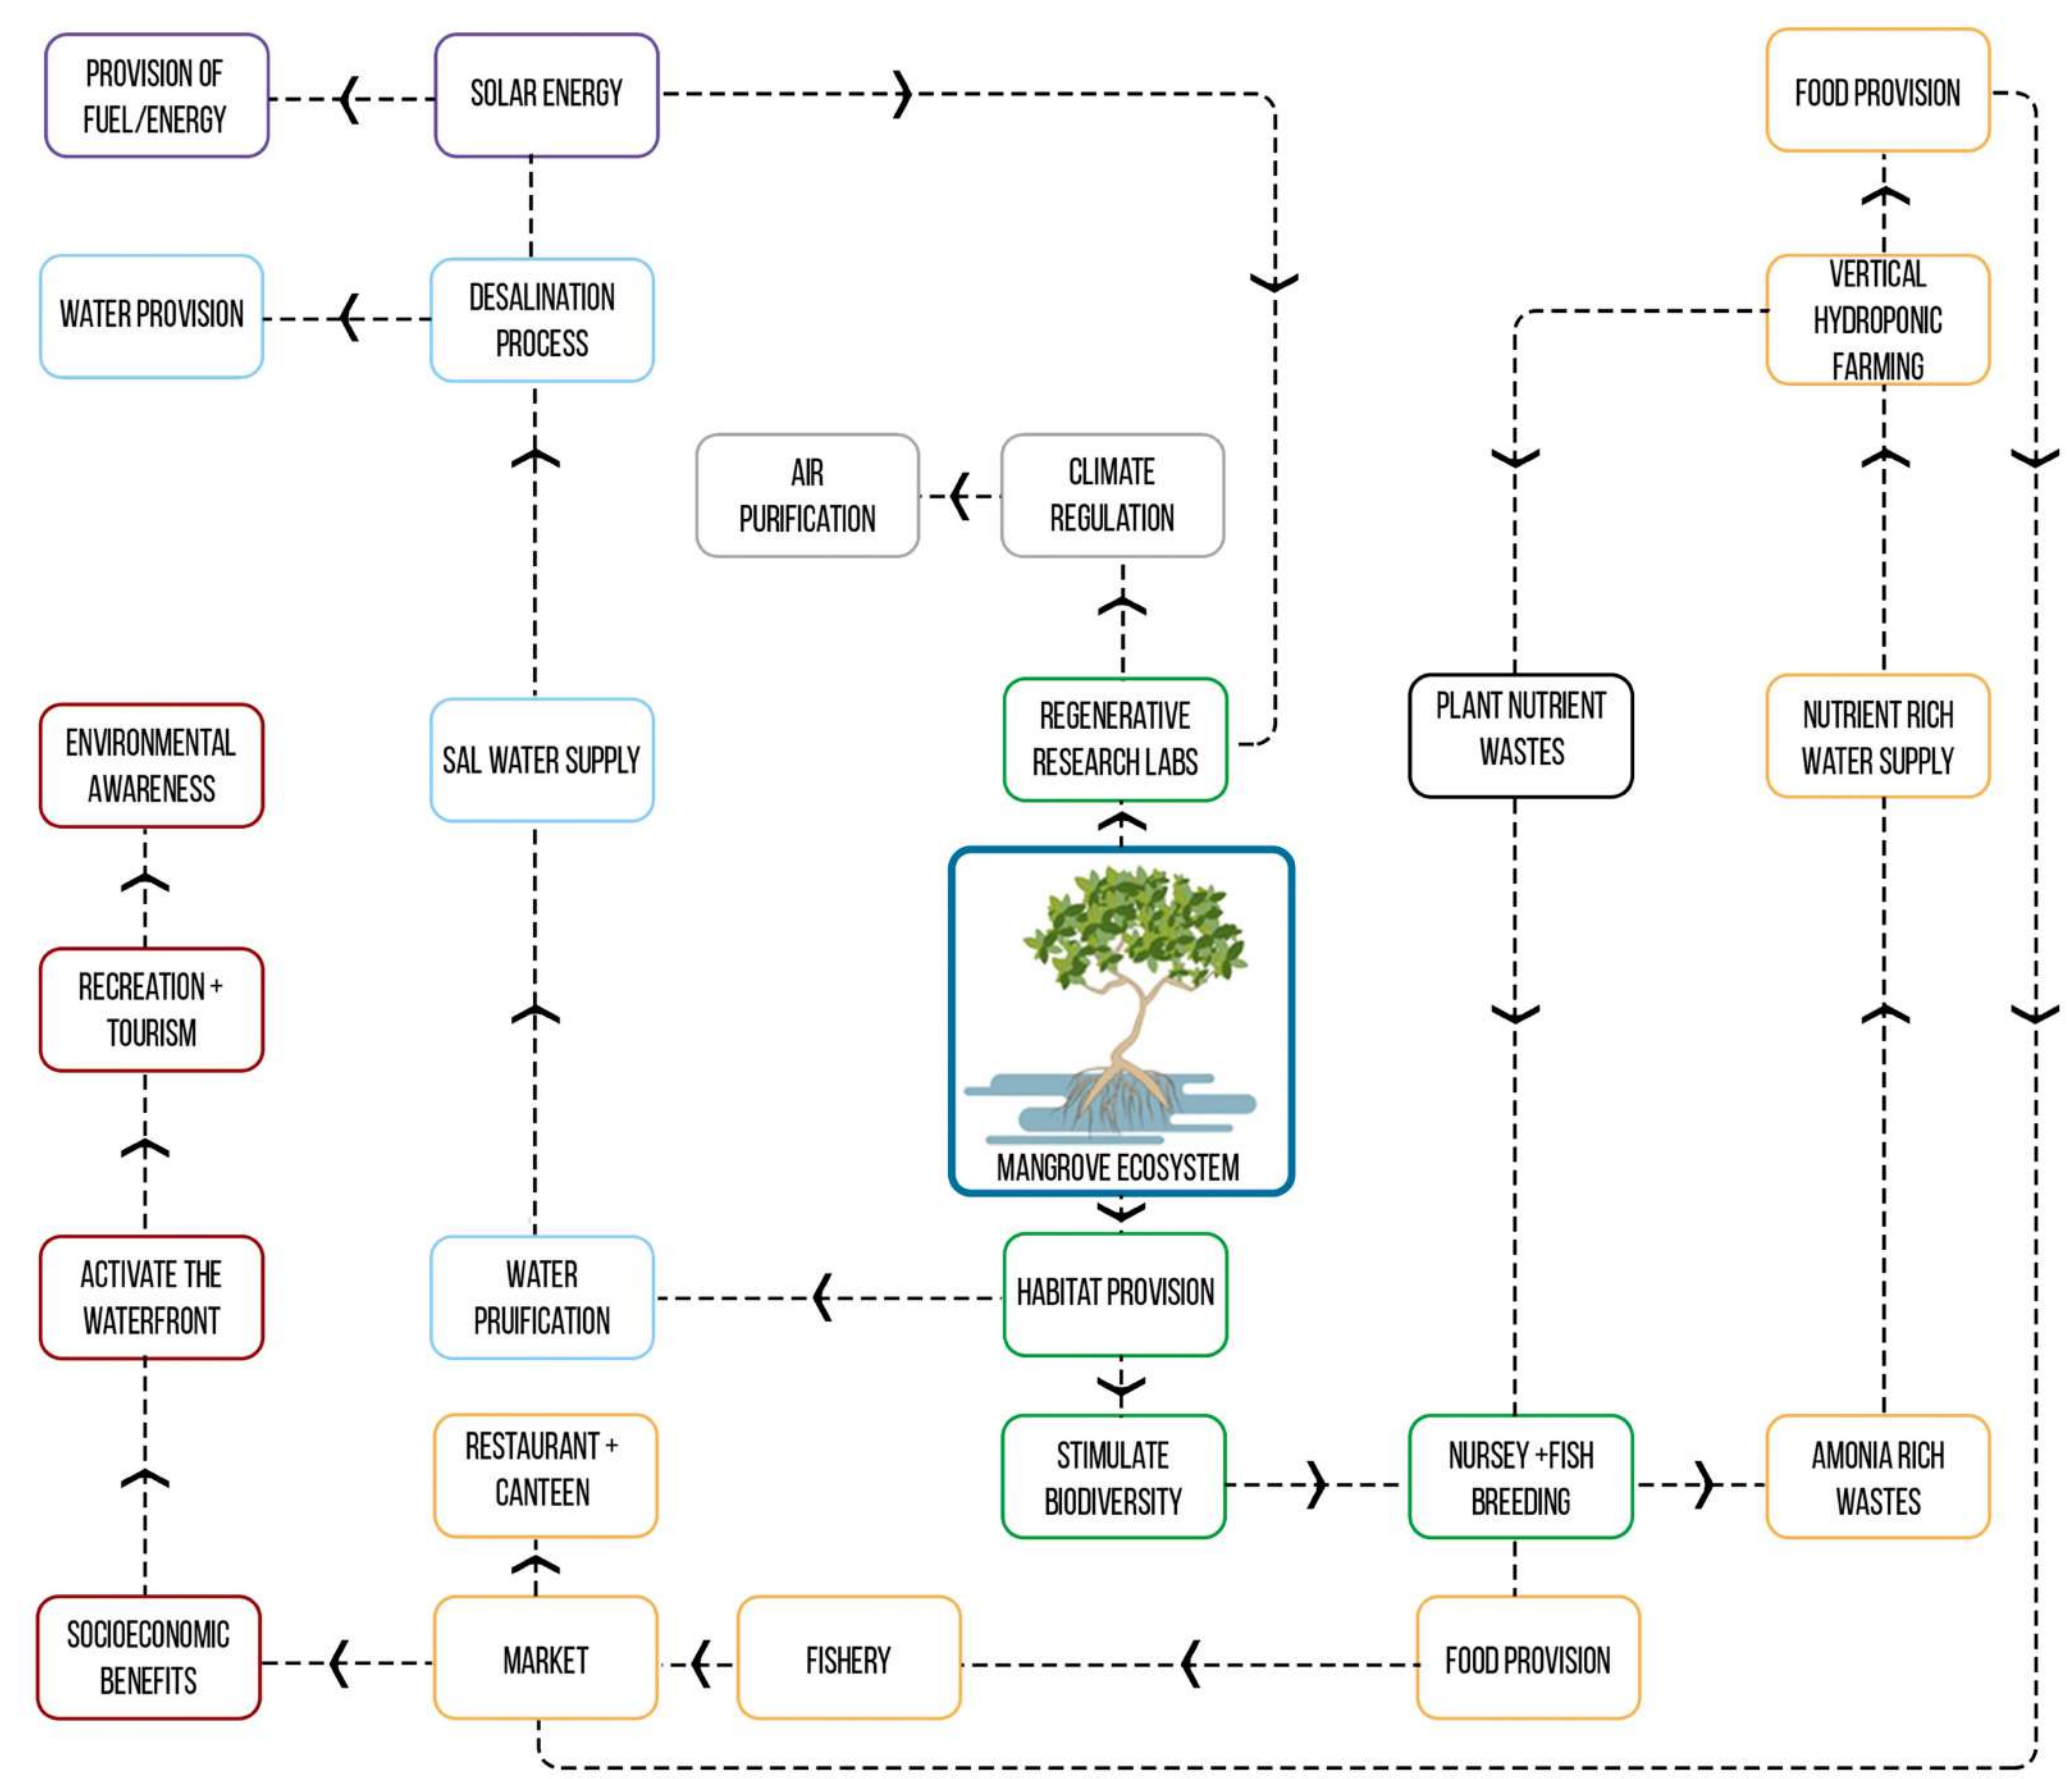 PROVISION OF
FUEL/ENERGY
SOLAR ENERGY
FOOD PROVISION
WATER PROVISION
DESALINATION
PROCESS
VERTICAL
HYDROPONIC
FARMING
AIR
PURIFICATION
CLIMATE
REGULATION
ENVIRONMENTAL
AWARENESS
SAL WATER SUPPLY
REGENERATIVE
RESEARCH LABS
PLANT NUTRIENT
WASTES
NUTRIENT RICH
WATER SUPPLY
RECREATION +
TOURISM
MANGROVE ECOSYSTEM
ACTIVATE THE
WATERFRONT
WATER
PRUIFICATION
HABITAT PROVISION
RESTAURANT +
CANTEEN
STIMULATE
BIODIVERSITY
NURSEY +FISH
BREEDING
AMONIA RICH
WASTES
SOCIOECONOMIC
BENEFITS
MARKET
FISHERY
FOOD PROVISION